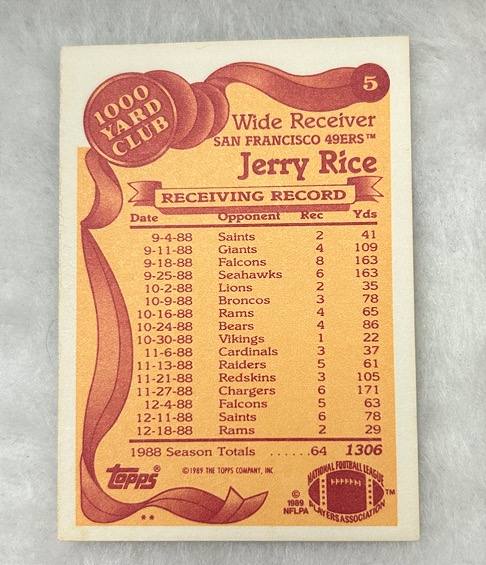 5
1000
YARD
CLUB
Wide Receiver
SAN FRANCISCO 49ERS™
Jerry Rice
RECEIVING RECORD
Date Opponent Rec Yds
9-4-88 Saints 2 41
9-11-88 Giants 4 109
9-18-88 Falcons 8 163
9-25-88 Seahawks 6 163
10-2-88 Lions 2 35
10-9-88 Broncos 3 78
10-16-88 Rams 4 65
10-24-88 Bears 4 86
10-30-88 Vikings 1 22
11-6-88 Cardinals 3 37
11-13-88 Raiders 5 61
11-21-88 Redskins 3 105
11-27-88 Chargers 6 171
12-4-88 Falcons 5 63
12-11-88 Saints 6 78
12-18-88 Rams 2 29
1988 Season Totals ......64 1306
topps® ©1989 THE TOPPS COMPANY, INC.
**
© 1989 NFLPA
NATIONAL FOOTBALL LEAGUE
PLAYERS ASSOCIATION ™